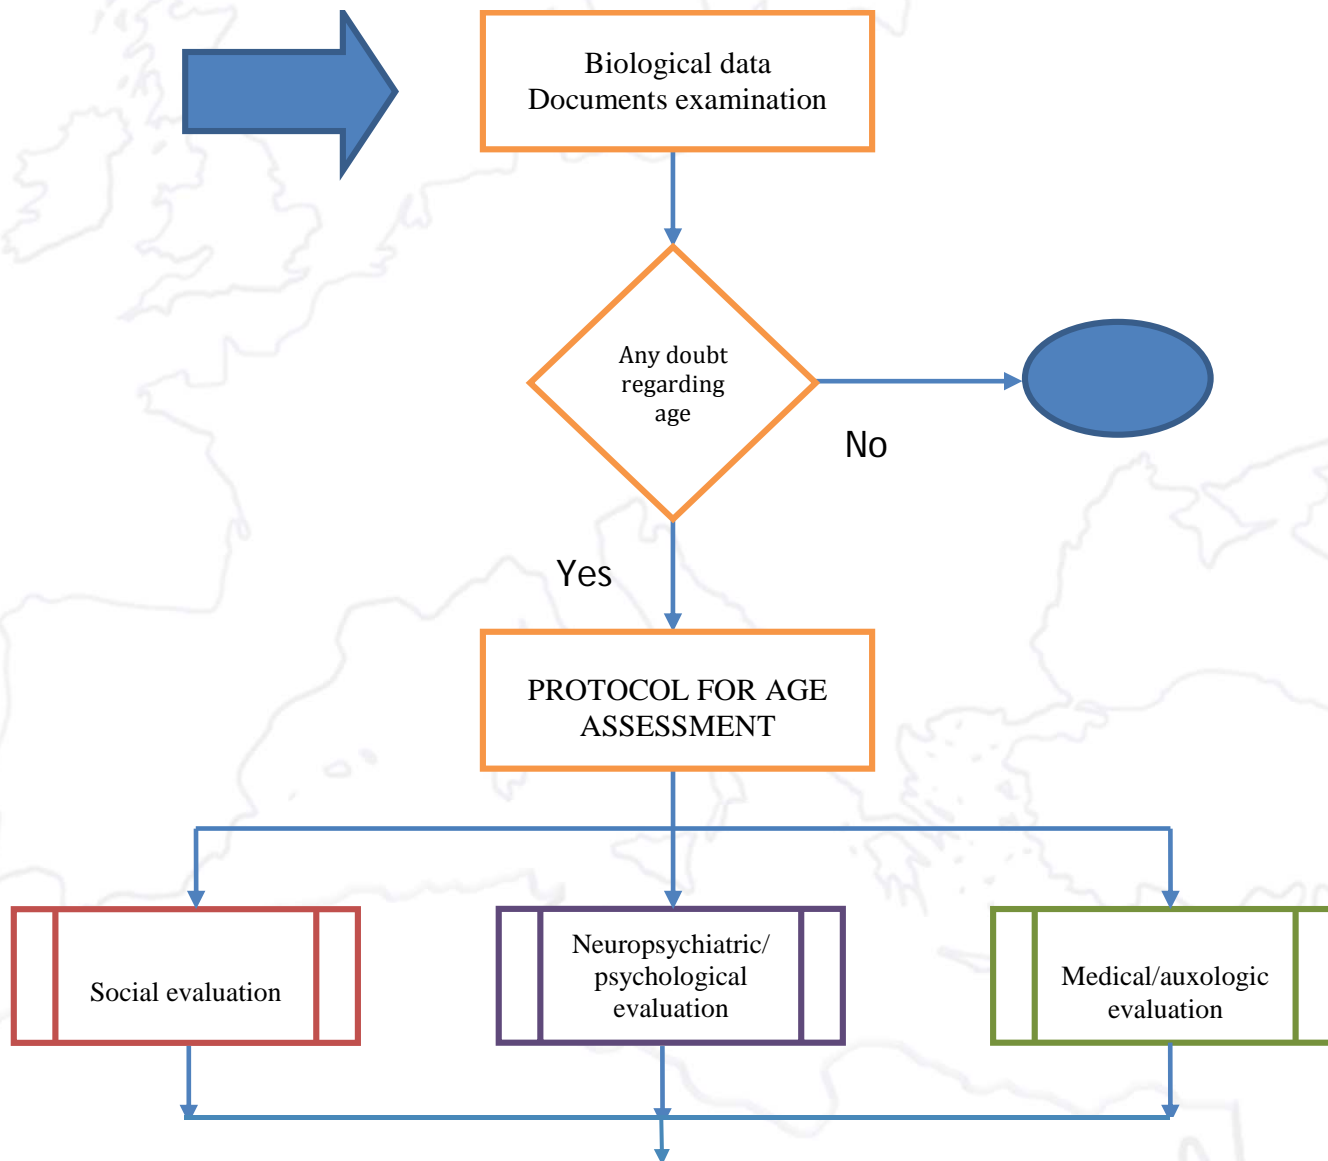 Biological data
Documents examination
Any doubt
regarding
age
No
Yes
PROTOCOL FOR AGE
ASSESSMENT
Social evaluation
Neuropsychiatric/
psychological
evaluation
Medical/auxologic
evaluation